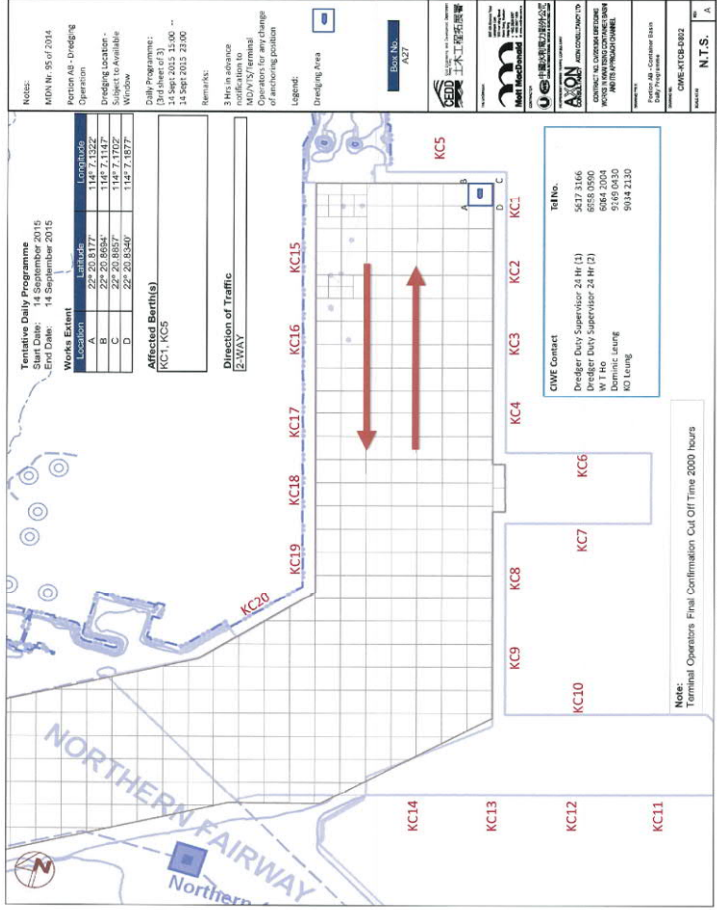 Tentative Daily Programme
Start Date: 14 September 2015
End Date: 14 September 2015
Works Extent
Location Latitude Longitude
A 22° 20.8177' 114° 7.1322'
B 22° 20.8694' 114° 7.1147'
C 22° 20.8857' 114° 7.1702'
D 22° 20.8340' 114° 7.1877'
Affected Berth(s)
KC1, KC5
Direction of Traffic
2-WAY
Notes:
MDN Nr. 95 of 2014
Portion AB - Dredging
Operation
Dredging Location -
Subject to Available
Window
Daily Programme:
(3rd sheet of 3)
14 Sept 2015 15:00 --
14 Sept 2015 23:00
Remarks:
3 Hrs in advance
notification to
MD/VTS/Terminal
Operators for any change
of anchoring position
Legend:
Dredging Area
Box No.
A27
CEDD
土木工程拓展署
Mott MacDonald
AXON
CONSULTANCY
Portion AB - Container Basin
Daily Programme
CIWE-KTCB-D802
N.T.S.
A
N
NORTHERN FAIRWAY
Northern
KC20
KC19
KC18
KC17
KC16
KC15
KC5
A
B
C
D
KC1
KC2
KC3
KC4
KC6
KC7
KC8
KC9
KC10
KC14
KC13
KC12
KC11
CIWE Contact Tel No.
Dredger Duty Supervisor 24 Hr (1) 5617 3166
Dredger Duty Supervisor 24 Hr (2) 6058 0590
W T Ho 6064 2004
Dominic Leung 9269 0430
KO Leung 9034 2130
Note:
Terminal Operators Final Confirmation Cut Off Time 2000 hours